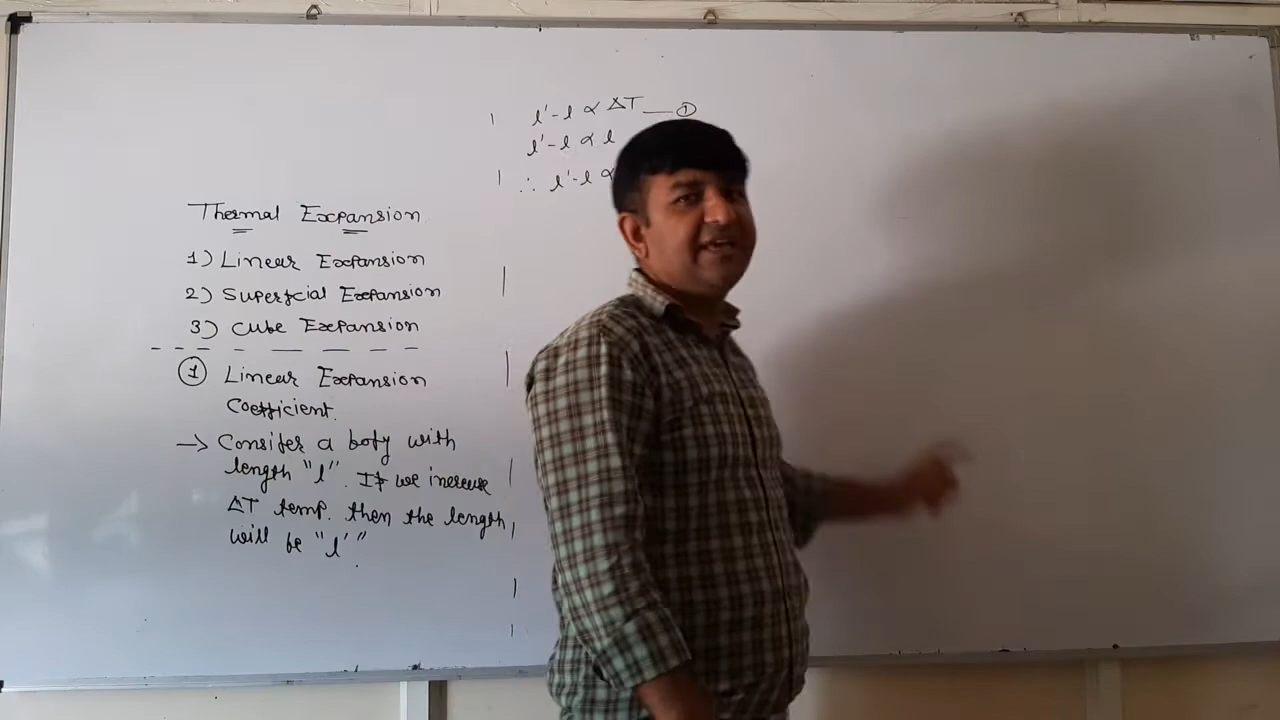 Thermal Expansion
1) Linear Expansion
2) Superficial Expansion
3) Cube Expansion
① Linear Expansion
Coefficient.
→ Consider a body with
length "l". If we increase
ΔT temp. then the length
will be "l'".
l'-l ∝ ΔT — ①
l'-l ∝ l
∴ l'-l ∝